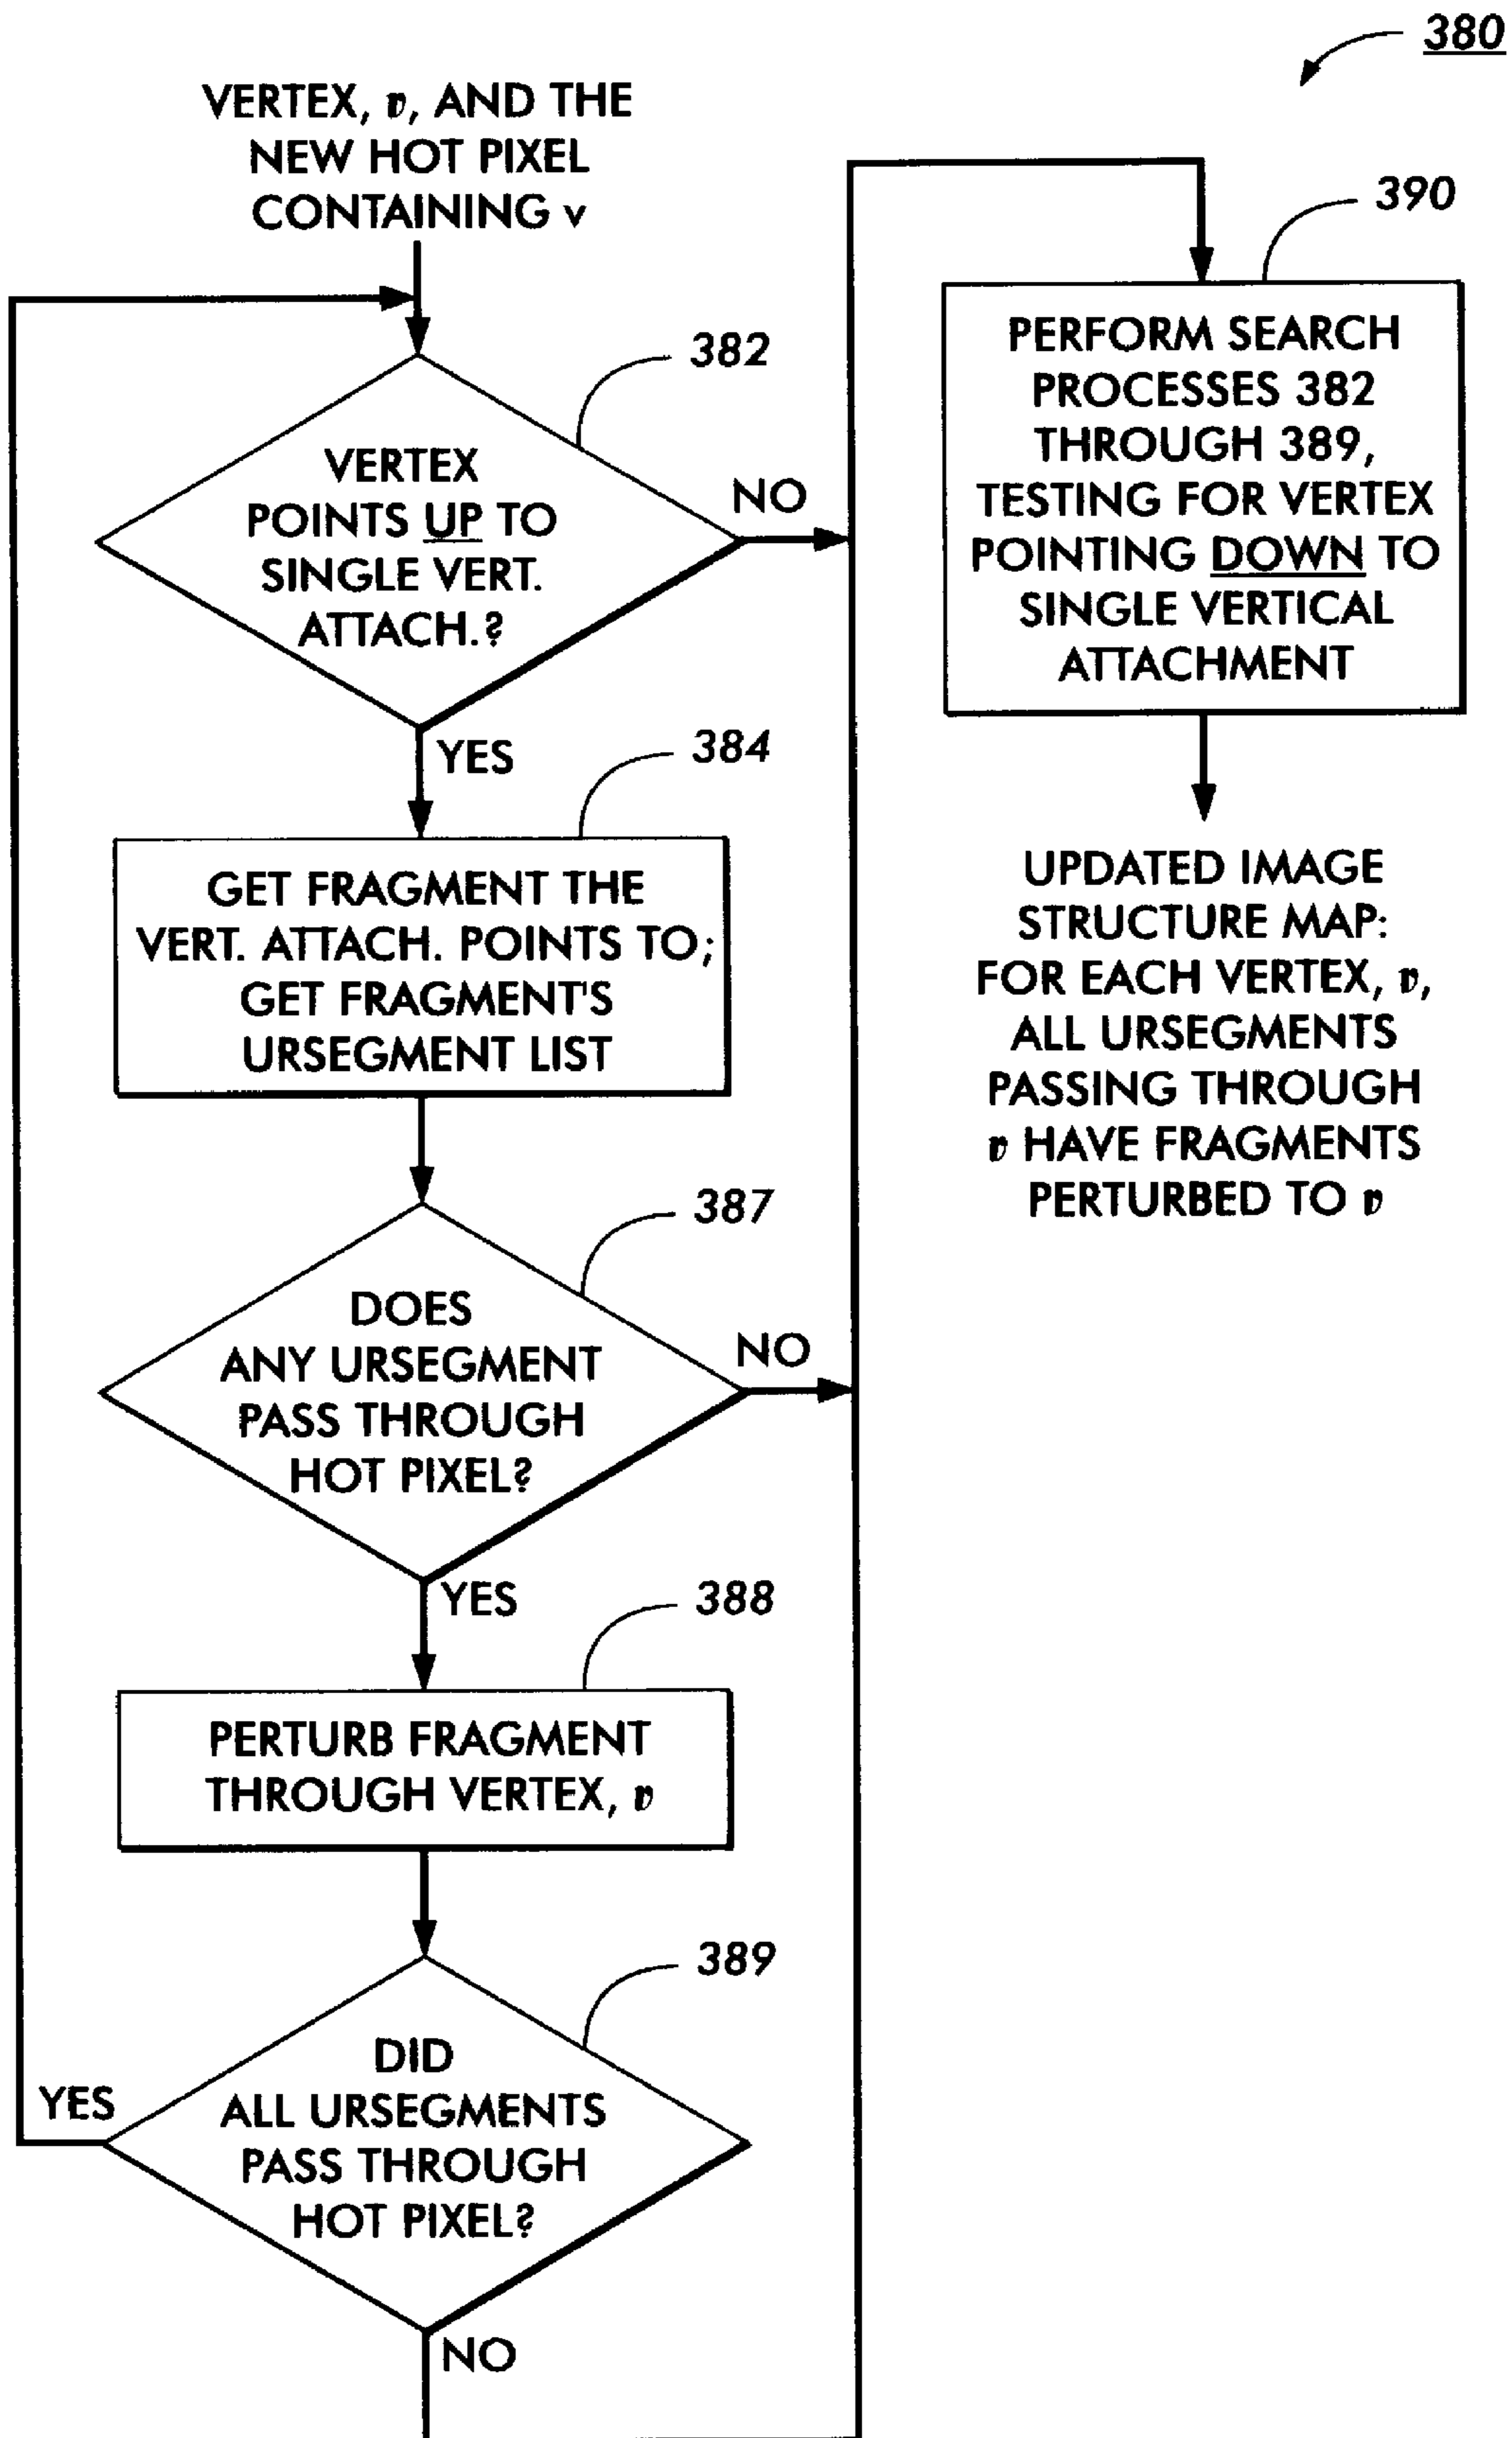 380
VERTEX, v, AND THE
NEW HOT PIXEL
CONTAINING v
382
VERTEX
POINTS UP TO
SINGLE VERT.
ATTACH.?
NO
YES
384
GET FRAGMENT THE
VERT. ATTACH. POINTS TO;
GET FRAGMENT'S
URSEGMENT LIST
387
DOES
ANY URSEGMENT
PASS THROUGH
HOT PIXEL?
NO
YES
388
PERTURB FRAGMENT
THROUGH VERTEX, v
389
DID
ALL URSEGMENTS
PASS THROUGH
HOT PIXEL?
YES
NO
390
PERFORM SEARCH
PROCESSES 382
THROUGH 389,
TESTING FOR VERTEX
POINTING DOWN TO
SINGLE VERTICAL
ATTACHMENT
UPDATED IMAGE
STRUCTURE MAP:
FOR EACH VERTEX, v,
ALL URSEGMENTS
PASSING THROUGH
v HAVE FRAGMENTS
PERTURBED TO v